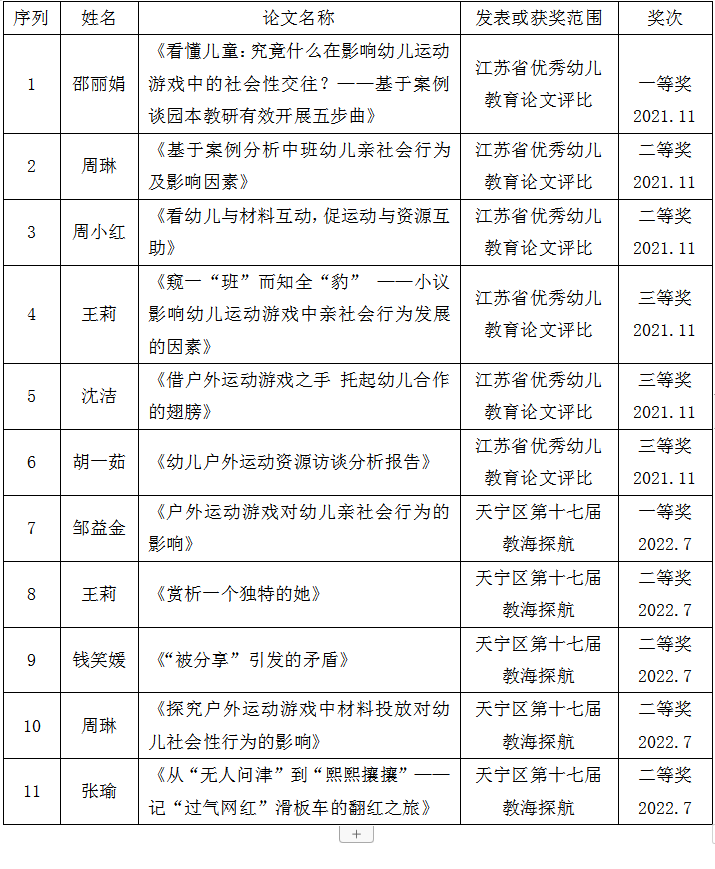 序列 姓名 论文名称 发表或获奖范围 奖次
1 邵丽娟 《看懂儿童：究竟什么在影响幼儿运动
游戏中的社会性交往？——基于案例
谈园本教研有效开展五步曲》 江苏省优秀幼儿
教育论文评比 一等奖
2021.11
2 周琳 《基于案例分析中班幼儿亲社会行为
及影响因素》 江苏省优秀幼儿
教育论文评比 二等奖
2021.11
3 周小红 《看幼儿与材料互动，促运动与资源互
助》 江苏省优秀幼儿
教育论文评比 二等奖
2021.11
4 王莉 《窥一“班”而知全“豹” ——小议
影响幼儿运动游戏中亲社会行为发展
的因素》 江苏省优秀幼儿
教育论文评比 三等奖
2021.11
5 沈洁 《借户外运动游戏之手 托起幼儿合作
的翅膀》 江苏省优秀幼儿
教育论文评比 三等奖
2021.11
6 胡一茹 《幼儿户外运动资源访谈分析报告》 江苏省优秀幼儿
教育论文评比 三等奖
2021.11
7 邹益金 《户外运动游戏对幼儿亲社会行为的
影响》 天宁区第十七届
教海探航 一等奖
2022.7
8 王莉 《赏析一个独特的她》 天宁区第十七届
教海探航 二等奖
2022.7
9 钱笑媛 《“被分享”引发的矛盾》 天宁区第十七届
教海探航 二等奖
2022.7
10 周琳 《探究户外运动游戏中材料投放对幼
儿社会性行为的影响》 天宁区第十七届
教海探航 二等奖
2022.7
11 张瑜 《从“无人问津”到“熙熙攘攘”——
记“过气网红”滑板车的翻红之旅》 天宁区第十七届
教海探航 二等奖
2022.7
+